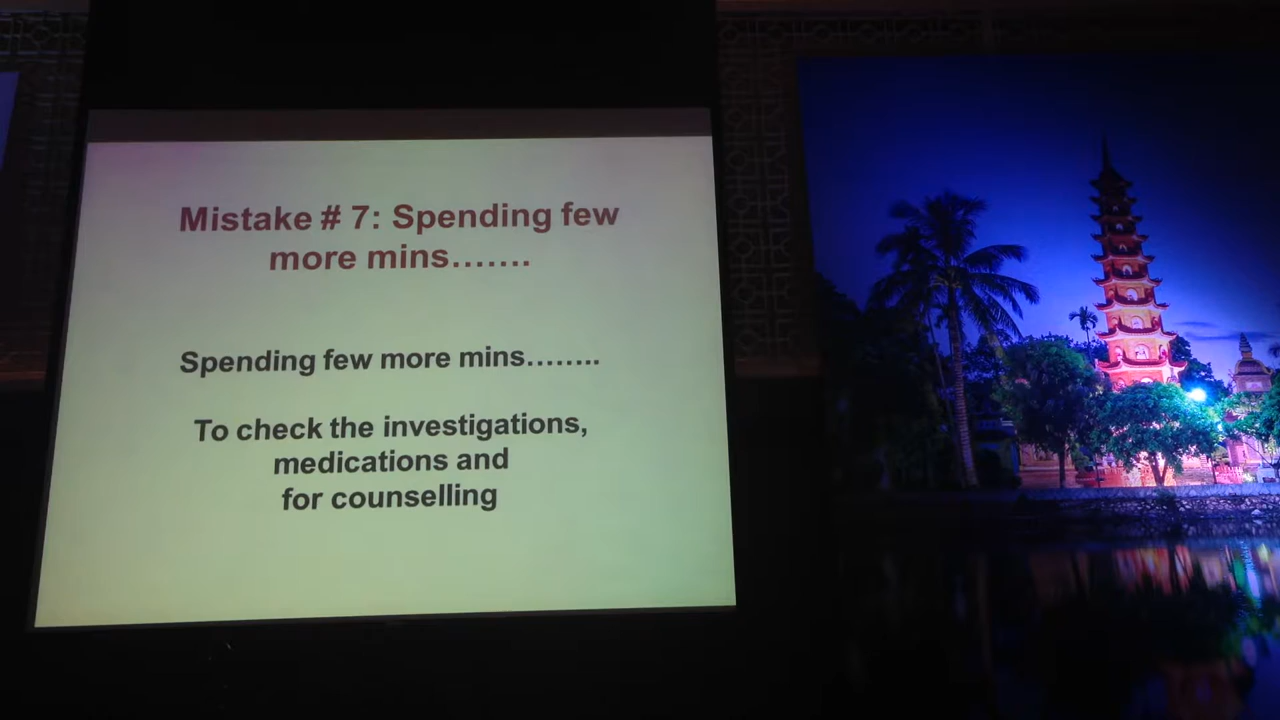 Mistake # 7: Spending few
more mins…….
Spending few more mins……..
To check the investigations,
medications and
for counselling